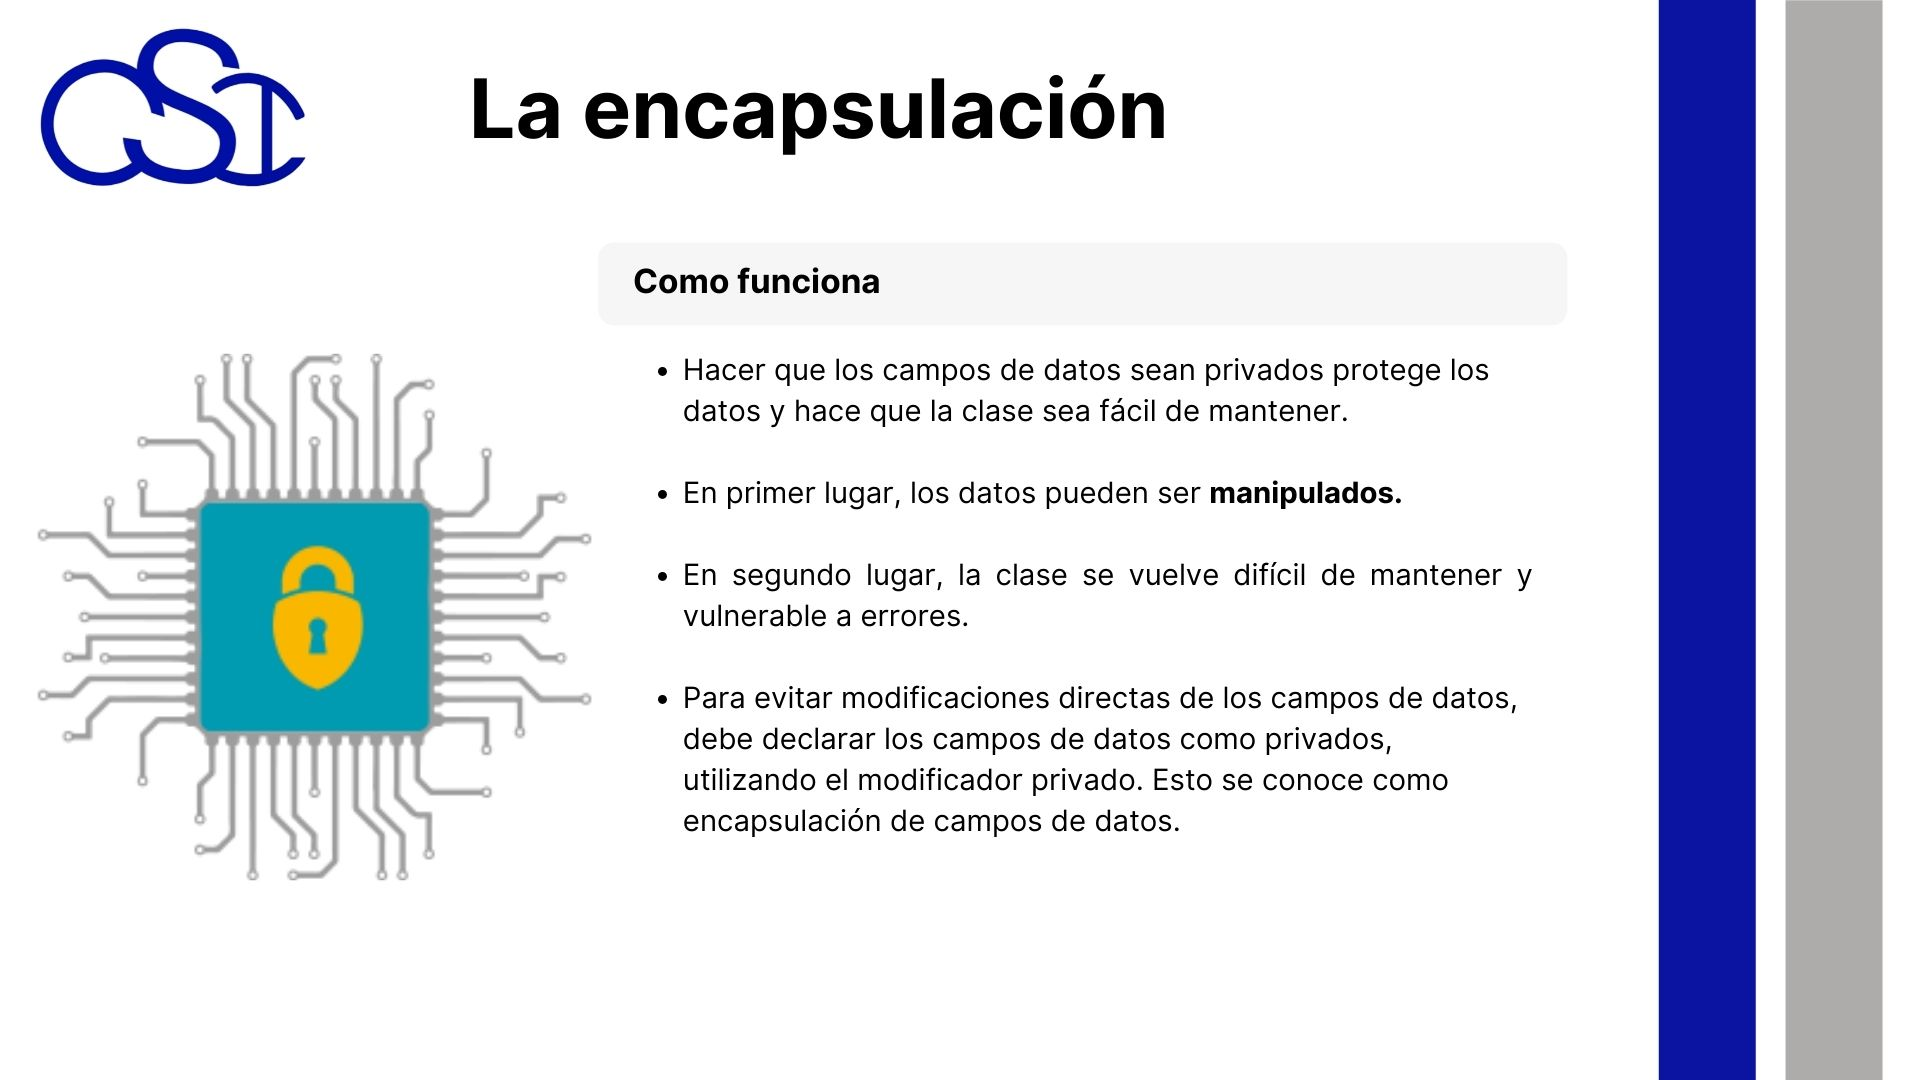 CSTI
La encapsulación
Como funciona
Hacer que los campos de datos sean privados protege los
datos y hace que la clase sea fácil de mantener.
En primer lugar, los datos pueden ser manipulados.
En segundo lugar, la clase se vuelve difícil de mantener y
vulnerable a errores.
Para evitar modificaciones directas de los campos de datos,
debe declarar los campos de datos como privados,
utilizando el modificador privado. Esto se conoce como
encapsulación de campos de datos.